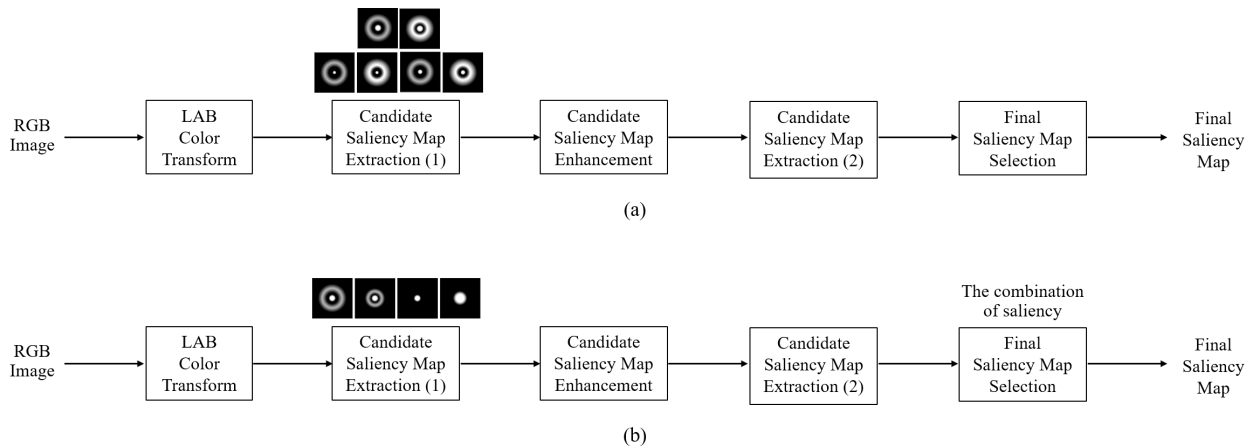 RGB
Image
LAB
Color
Transform
Candidate
Saliency Map
Extraction (1)
Candidate
Saliency Map
Enhancement
Candidate
Saliency Map
Extraction (2)
Final
Saliency Map
Selection
Final
Saliency
Map
(a)
RGB
Image
LAB
Color
Transform
Candidate
Saliency Map
Extraction (1)
Candidate
Saliency Map
Enhancement
Candidate
Saliency Map
Extraction (2)
The combination
of saliency
Final
Saliency Map
Selection
Final
Saliency
Map
(b)